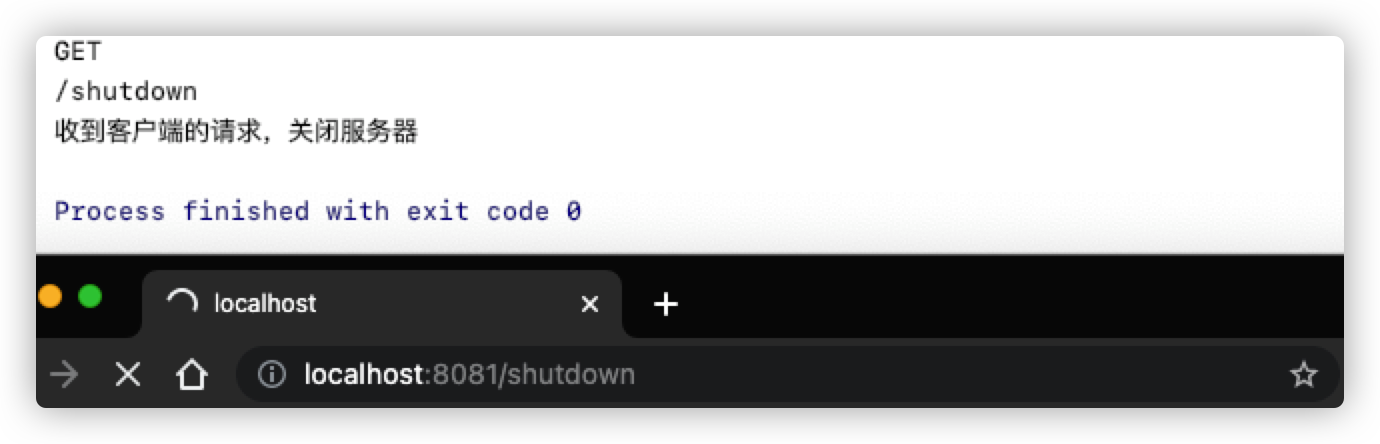 GET
/shutdown
收到客户端的请求，关闭服务器
Process finished with exit code 0
localhost
localhost:8081/shutdown